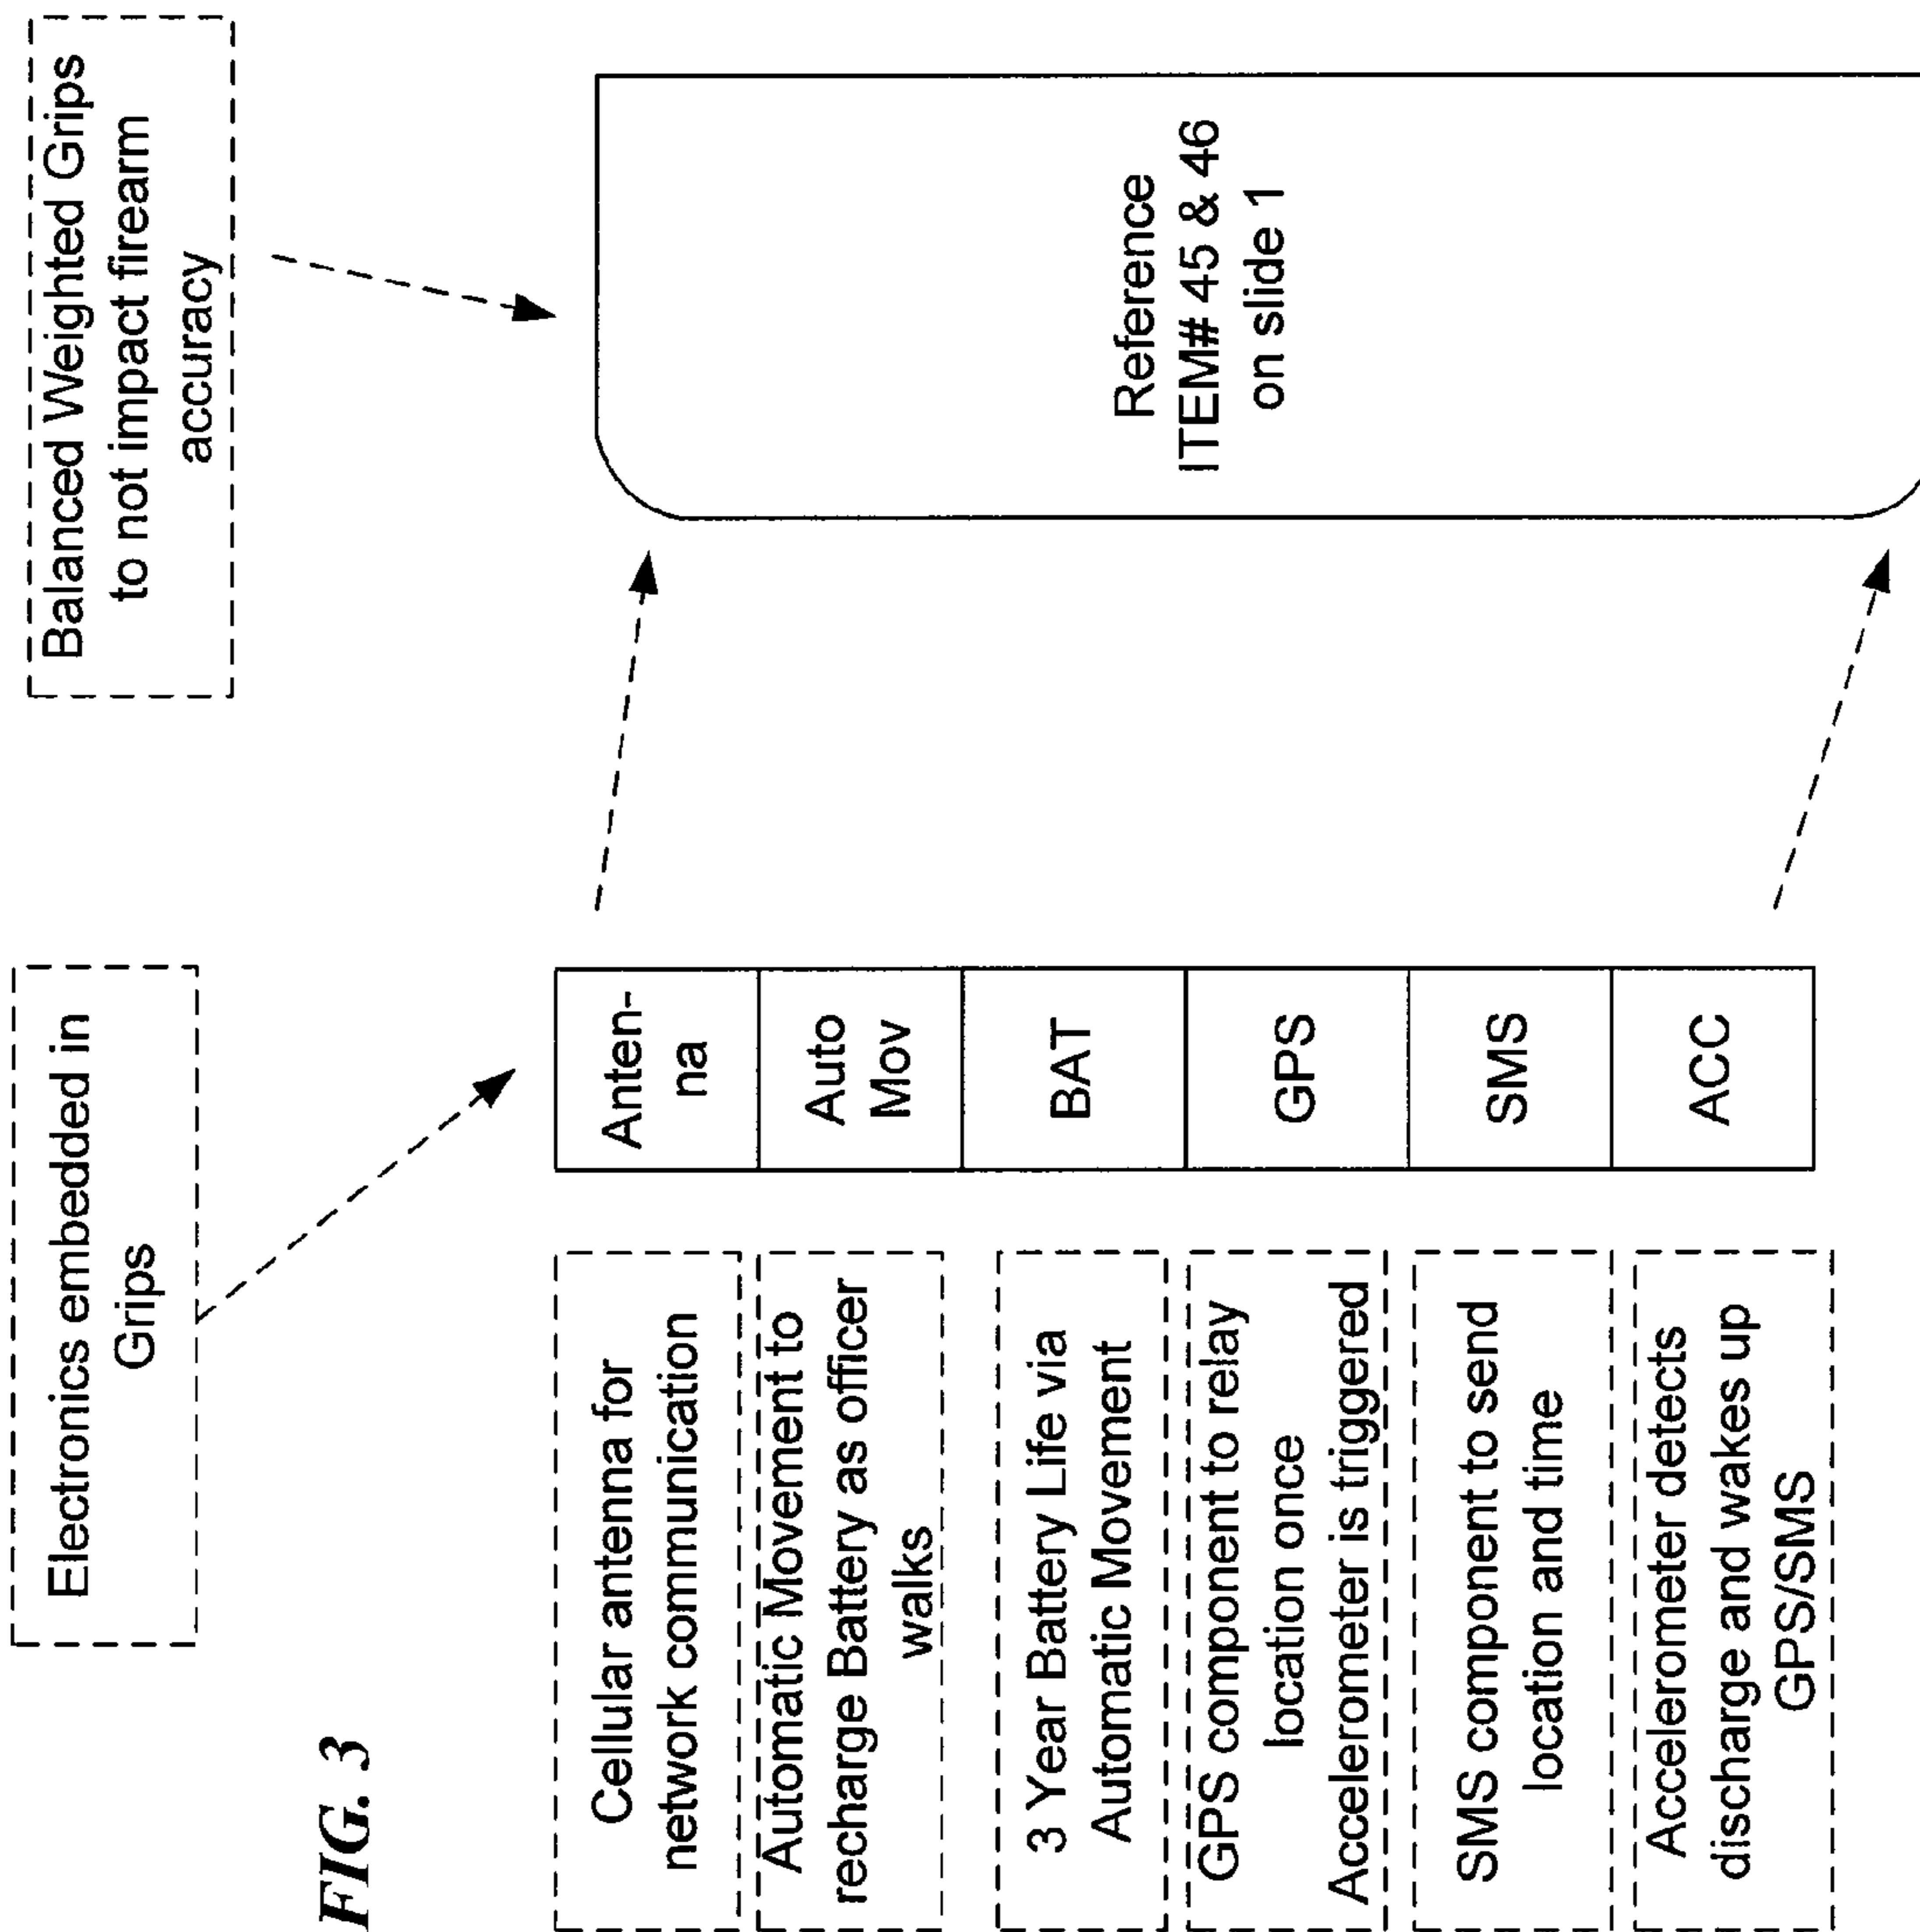 FIG. 3
Electronics embedded in
Grips
Balanced Weighted Grips
to not impact firearm
accuracy
Cellular antenna for
network communication
Anten-
na
Automatic Movement to
recharge Battery as officer
walks
Auto
Mov
3 Year Battery Life via
Automatic Movement
BAT
GPS component to relay
location once
Accelerometer is triggered
GPS
SMS component to send
location and time
SMS
Accelerometer detects
discharge and wakes up
GPS/SMS
ACC
Reference
ITEM# 45 & 46
on slide 1